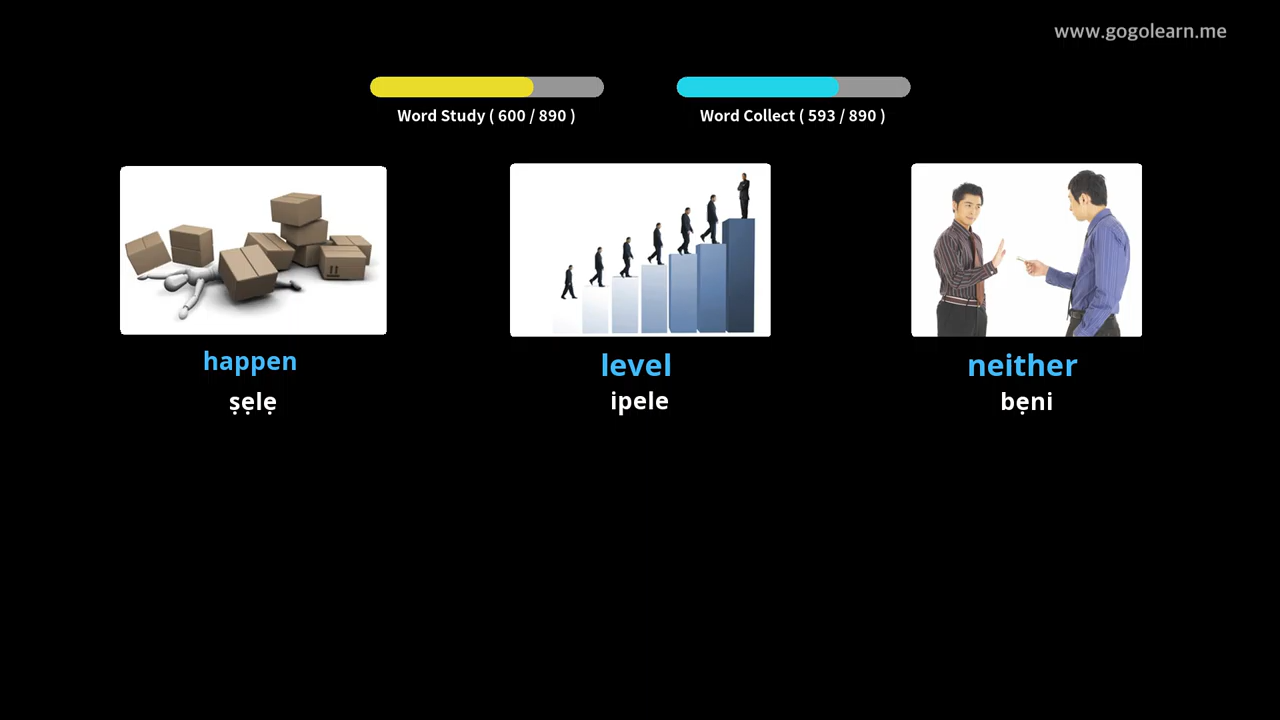 www.gogolearn.me
Word Study ( 600 / 890 )
Word Collect ( 593 / 890 )
happen
ṣẹlẹ
level
ipele
neither
bẹni